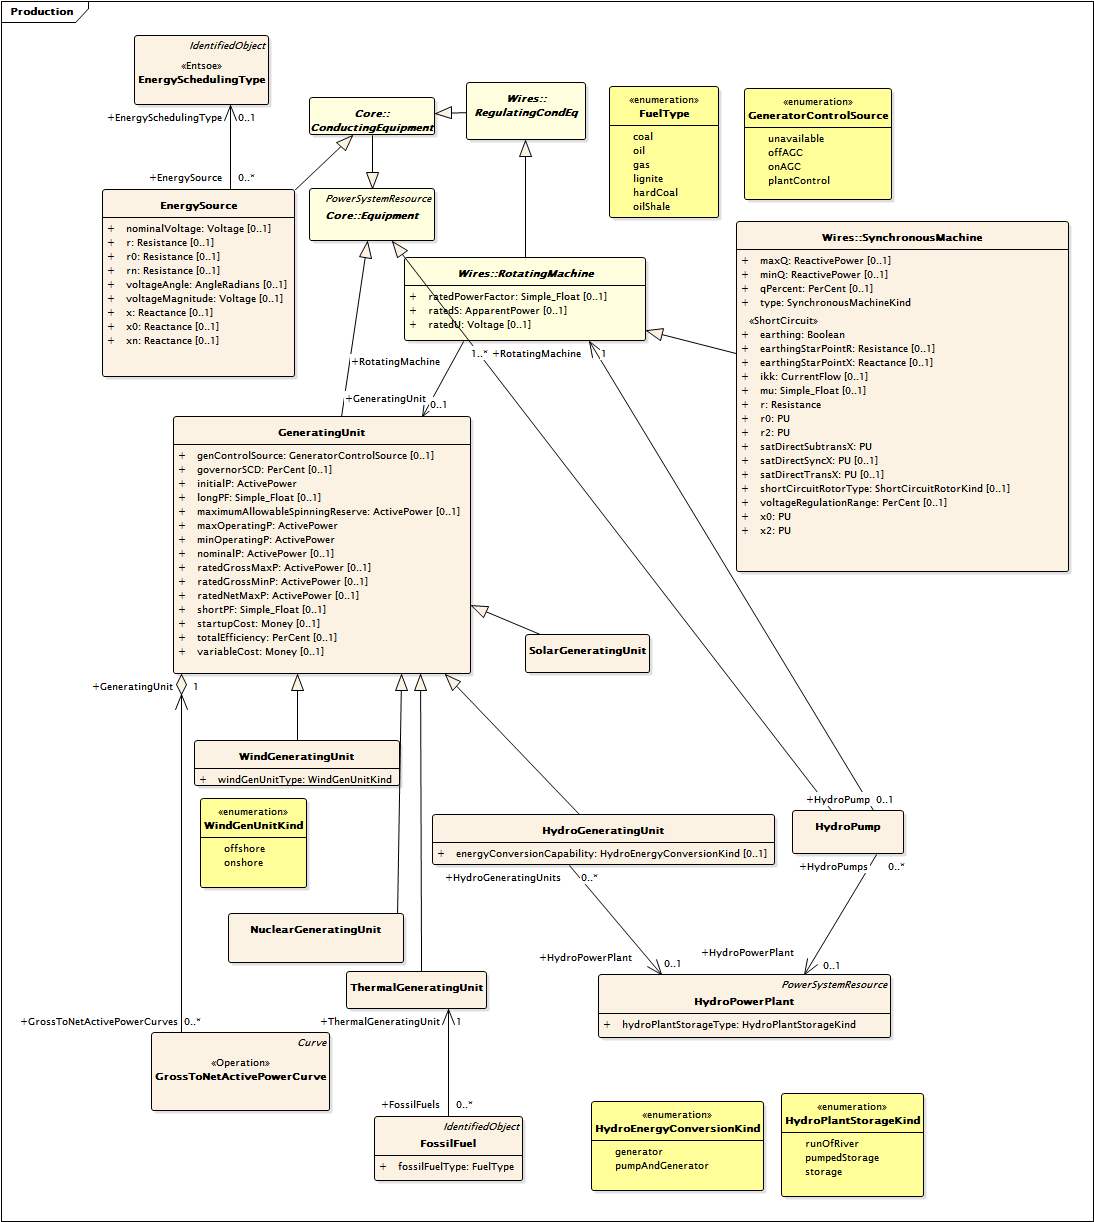 Production
IdentifiedObject
«Entsoe»
EnergySchedulingType
+EnergySchedulingType
0..1
+EnergySource
0..*
EnergySource
+ nominalVoltage: Voltage [0..1]
+ r: Resistance [0..1]
+ r0: Resistance [0..1]
+ rn: Resistance [0..1]
+ voltageAngle: AngleRadians [0..1]
+ voltageMagnitude: Voltage [0..1]
+ x: Reactance [0..1]
+ x0: Reactance [0..1]
+ xn: Reactance [0..1]
Core::
ConductingEquipment
Wires::
RegulatingCondEq
PowerSystemResource
Core::Equipment
«enumeration»
FuelType
coal
oil
gas
lignite
hardCoal
oilShale
«enumeration»
GeneratorControlSource
unavailable
offAGC
onAGC
plantControl
Wires::RotatingMachine
+ ratedPowerFactor: Simple_Float [0..1]
+ ratedS: ApparentPower [0..1]
+ ratedU: Voltage [0..1]
Wires::SynchronousMachine
+ maxQ: ReactivePower [0..1]
+ minQ: ReactivePower [0..1]
+ qPercent: PerCent [0..1]
+ type: SynchronousMachineKind
«ShortCircuit»
+ earthing: Boolean
+ earthingStarPointR: Resistance [0..1]
+ earthingStarPointX: Reactance [0..1]
+ ikk: CurrentFlow [0..1]
+ mu: Simple_Float [0..1]
+ r: Resistance
+ r0: PU
+ r2: PU
+ satDirectSubtransX: PU
+ satDirectSyncX: PU [0..1]
+ satDirectTransX: PU [0..1]
+ shortCircuitRotorType: ShortCircuitRotorKind [0..1]
+ voltageRegulationRange: PerCent [0..1]
+ x0: PU
+ x2: PU
+RotatingMachine
1..*
+RotatingMachine
1
+GeneratingUnit
0..1
GeneratingUnit
+ genControlSource: GeneratorControlSource [0..1]
+ governorSCD: PerCent [0..1]
+ initialP: ActivePower
+ longPF: Simple_Float [0..1]
+ maximumAllowableSpinningReserve: ActivePower [0..1]
+ maxOperatingP: ActivePower
+ minOperatingP: ActivePower
+ nominalP: ActivePower [0..1]
+ ratedGrossMaxP: ActivePower [0..1]
+ ratedGrossMinP: ActivePower [0..1]
+ ratedNetMaxP: ActivePower [0..1]
+ shortPF: Simple_Float [0..1]
+ startupCost: Money [0..1]
+ totalEfficiency: PerCent [0..1]
+ variableCost: Money [0..1]
SolarGeneratingUnit
+GeneratingUnit
1
WindGeneratingUnit
+ windGenUnitType: WindGenUnitKind
«enumeration»
WindGenUnitKind
offshore
onshore
HydroGeneratingUnit
+ energyConversionCapability: HydroEnergyConversionKind [0..1]
+HydroPump
0..1
HydroPump
+HydroPumps
0..*
+HydroGeneratingUnits
0..*
NuclearGeneratingUnit
+HydroPowerPlant
0..1
+HydroPowerPlant
0..1
ThermalGeneratingUnit
PowerSystemResource
HydroPowerPlant
+ hydroPlantStorageType: HydroPlantStorageKind
+GrossToNetActivePowerCurves
0..*
+ThermalGeneratingUnit
1
Curve
«Operation»
GrossToNetActivePowerCurve
+FossilFuels
0..*
IdentifiedObject
FossilFuel
+ fossilFuelType: FuelType
«enumeration»
HydroEnergyConversionKind
generator
pumpAndGenerator
«enumeration»
HydroPlantStorageKind
runOfRiver
pumpedStorage
storage